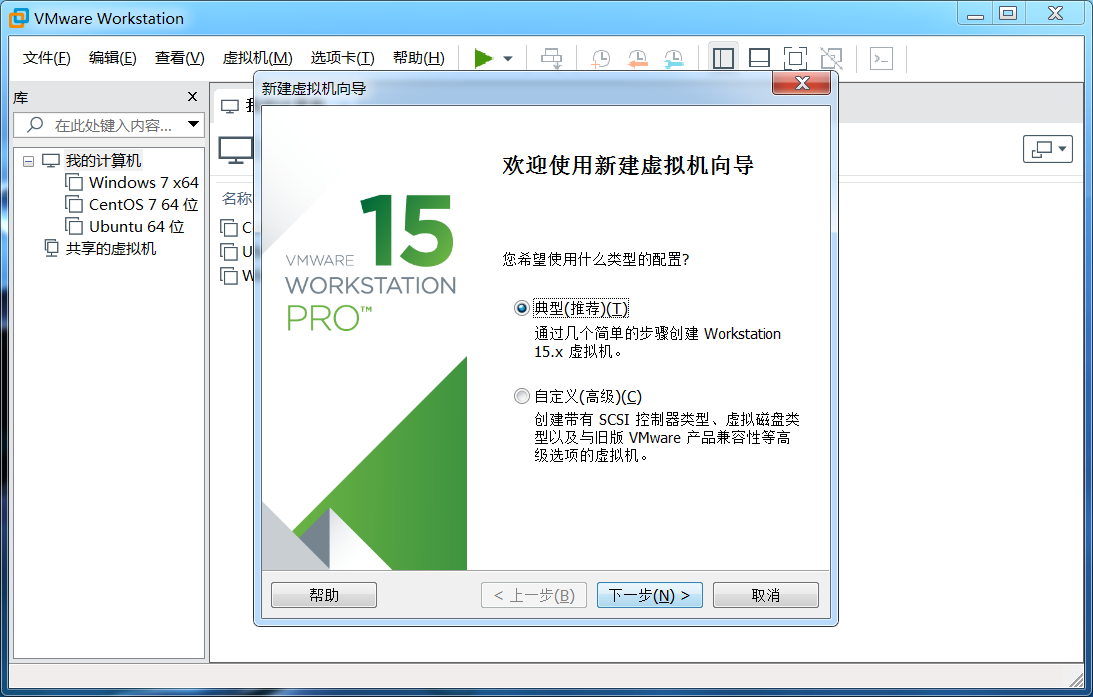 VMware Workstation
文件(F) 编辑(E) 查看(V) 虚拟机(M) 选项卡(T) 帮助(H)
库
在此处键入内容...
我的计算机
Windows 7 x64
CentOS 7 64 位
Ubuntu 64 位
共享的虚拟机
名称
C
U
W
新建虚拟机向导
15
VMWARE
WORKSTATION
PRO™
欢迎使用新建虚拟机向导
您希望使用什么类型的配置?
典型(推荐)(T)
通过几个简单的步骤创建 Workstation
15.x 虚拟机。
自定义(高级)(C)
创建带有 SCSI 控制器类型、虚拟磁盘类
型以及与旧版 VMware 产品兼容性等高
级选项的虚拟机。
帮助
< 上一步(B)
下一步(N) >
取消